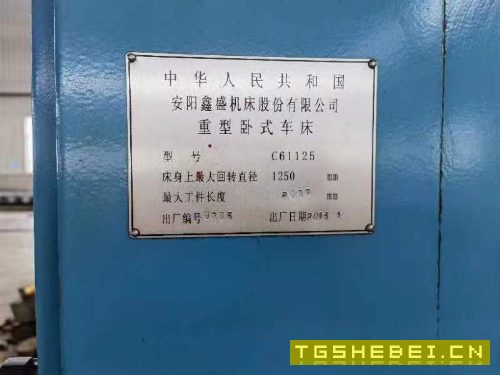 中华人民共和国
安阳鑫盛机床股份有限公司
重型卧式车床
型号 C61125
床身上最大回转直径 1250 mm
最大工件长度 mm
出厂编号 出厂日期
TGSHEBEI.CN